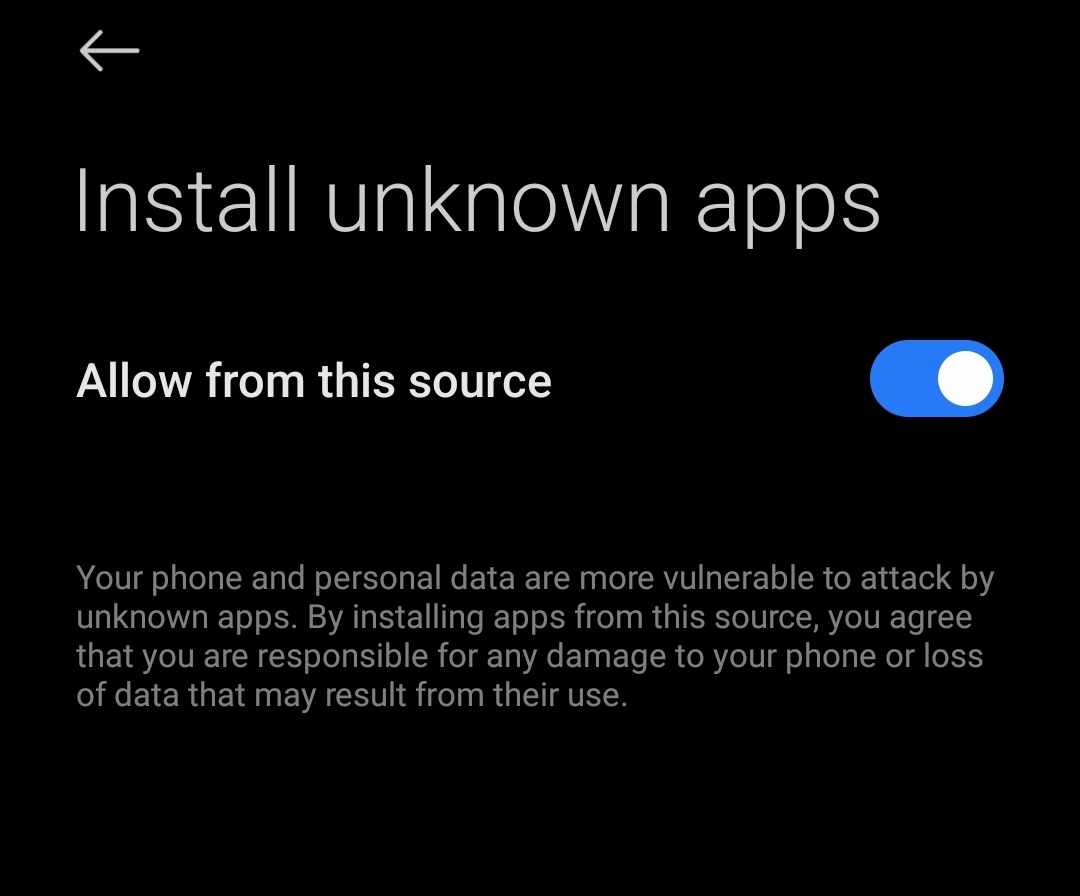 Install unknown apps
Allow from this source
Your phone and personal data are more vulnerable to attack by
unknown apps. By installing apps from this source, you agree
that you are responsible for any damage to your phone or loss
of data that may result from their use.